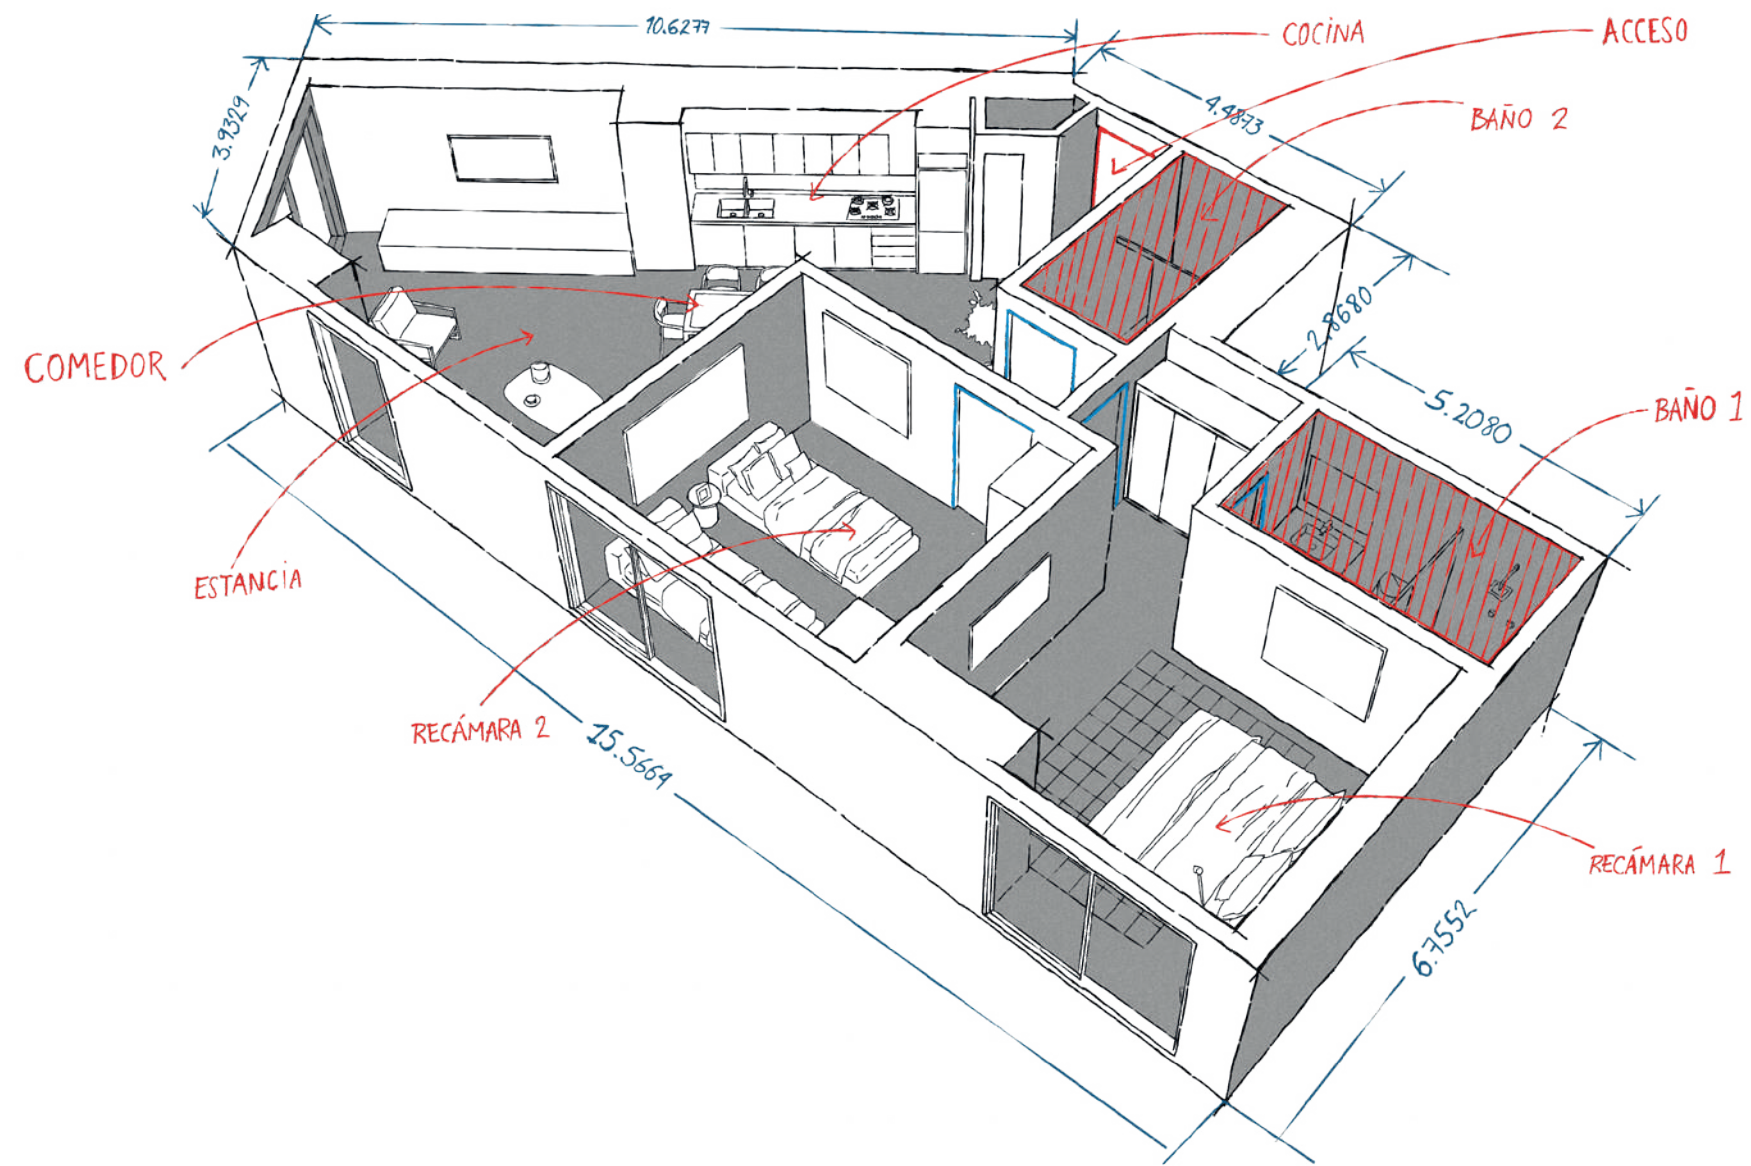 10.6277
COCINA
ACCESO
3.9329
4.4873
BAÑO 2
2.8680
COMEDOR
5.2080
BAÑO 1
ESTANCIA
RECÁMARA 2
15.5664
RECÁMARA 1
6.7552